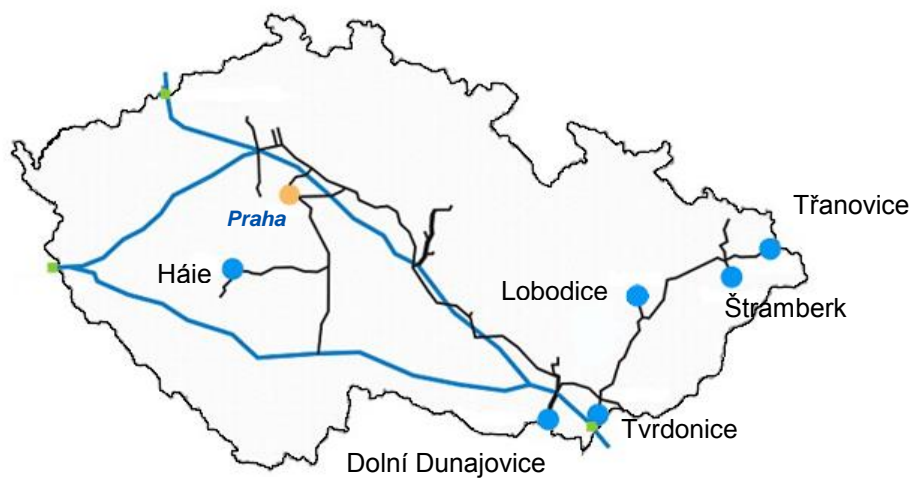 Třanovice
Praha
Háie
Lobodice
Štramberk
Tvrdonice
Dolní Dunajovice